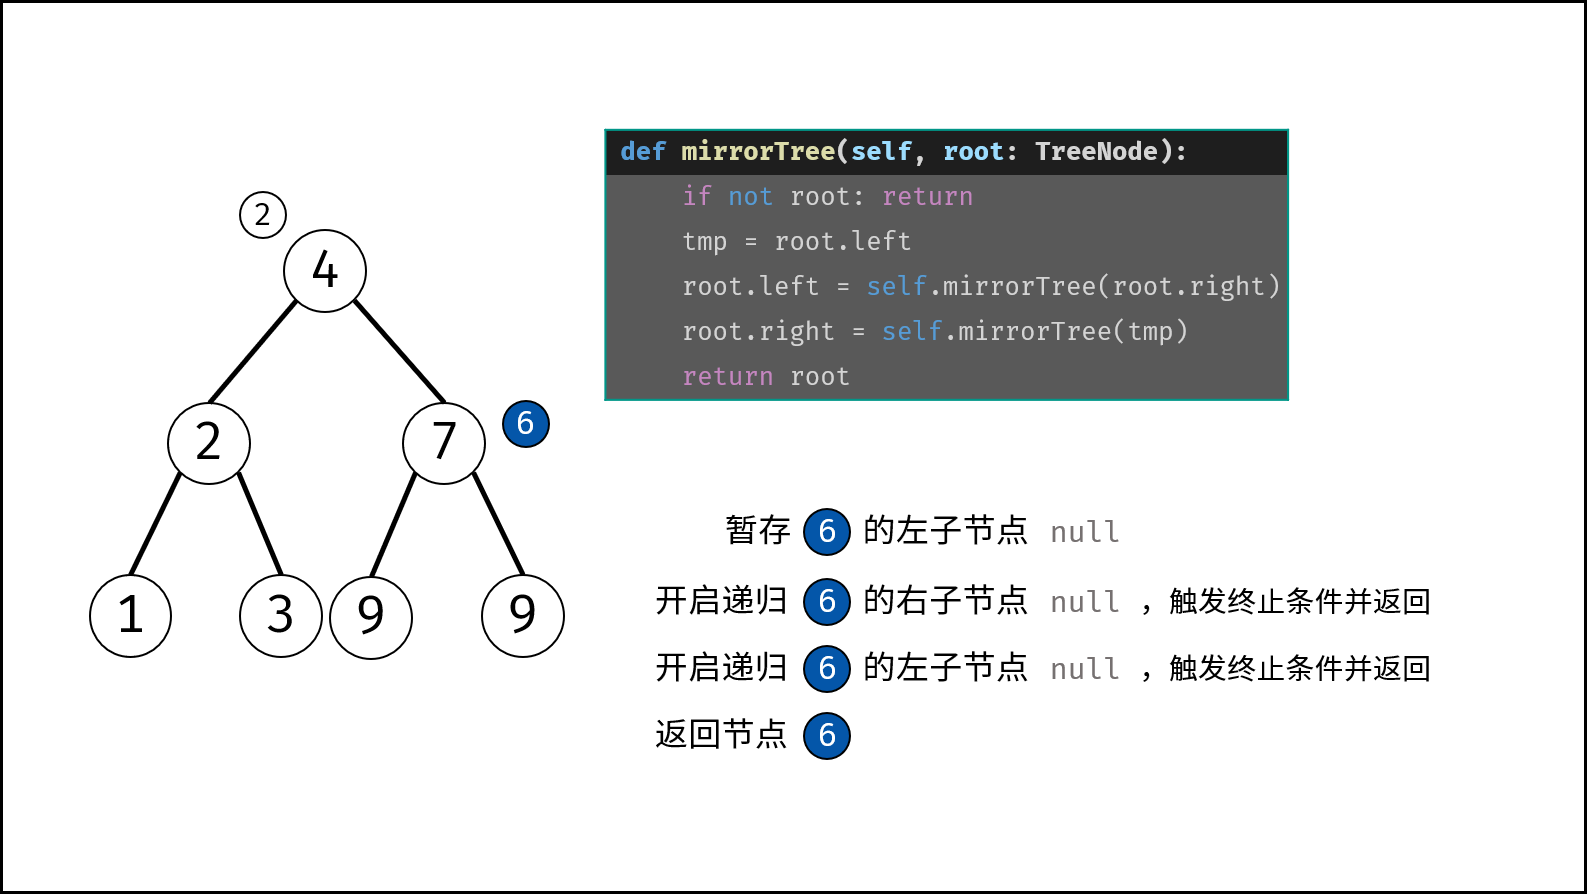 def mirrorTree(self, root: TreeNode):
if not root: return
tmp = root.left
root.left = self.mirrorTree(root.right)
root.right = self.mirrorTree(tmp)
return root
2
4
2
7
6
1
3
9
9
暂存 6 的左子节点 null
开启递归 6 的右子节点 null ，触发终止条件并返回
开启递归 6 的左子节点 null ，触发终止条件并返回
返回节点 6